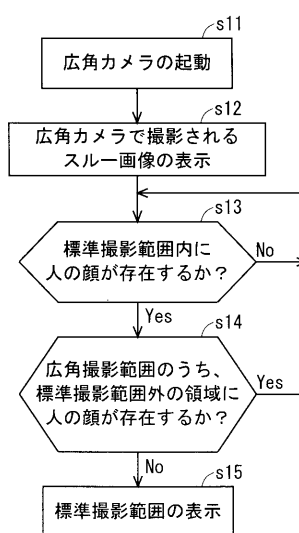 s11
広角カメラの起動
s12
広角カメラで撮影される
スルー画像の表示
s13
標準撮影範囲内に
人の顔が存在するか？
No
Yes
s14
広角撮影範囲のうち、
標準撮影範囲外の領域に
人の顔が存在するか？
Yes
No
s15
標準撮影範囲の表示